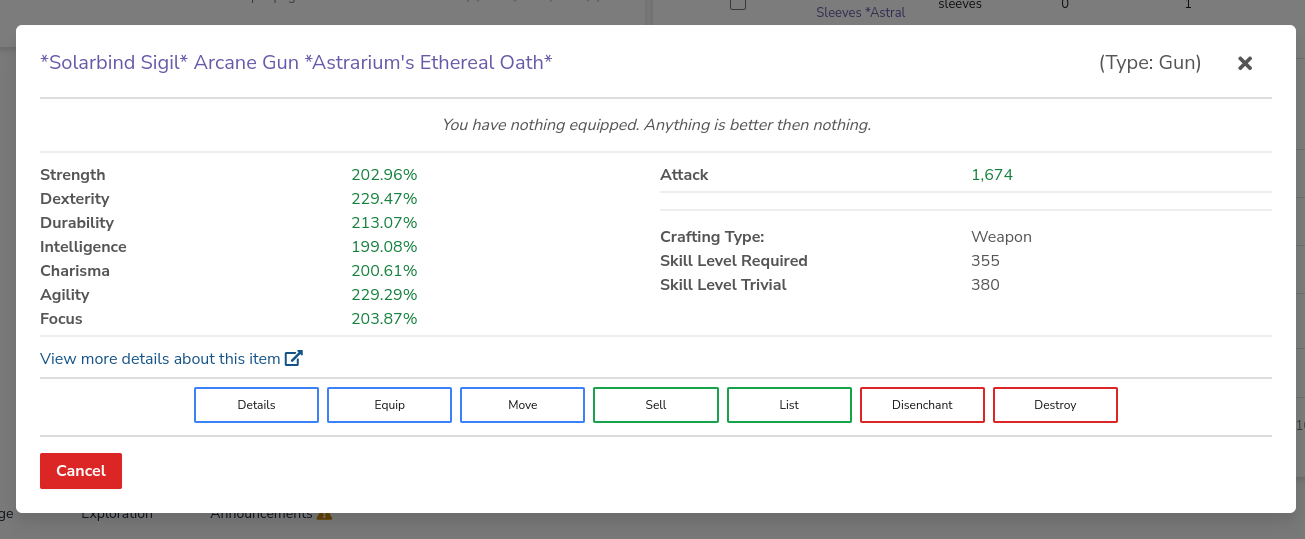 Sleeves *Astral sleeves 0 1
*Solarbind Sigil* Arcane Gun *Astrarium's Ethereal Oath* (Type: Gun)
You have nothing equipped. Anything is better then nothing.
Strength 202.96% Attack 1,674
Dexterity 229.47%
Durability 213.07%
Intelligence 199.08% Crafting Type: Weapon
Charisma 200.61% Skill Level Required 355
Agility 229.29% Skill Level Trivial 380
Focus 203.87%
View more details about this item
Details Equip Move Sell List Disenchant Destroy
Cancel
Exploration Announcements